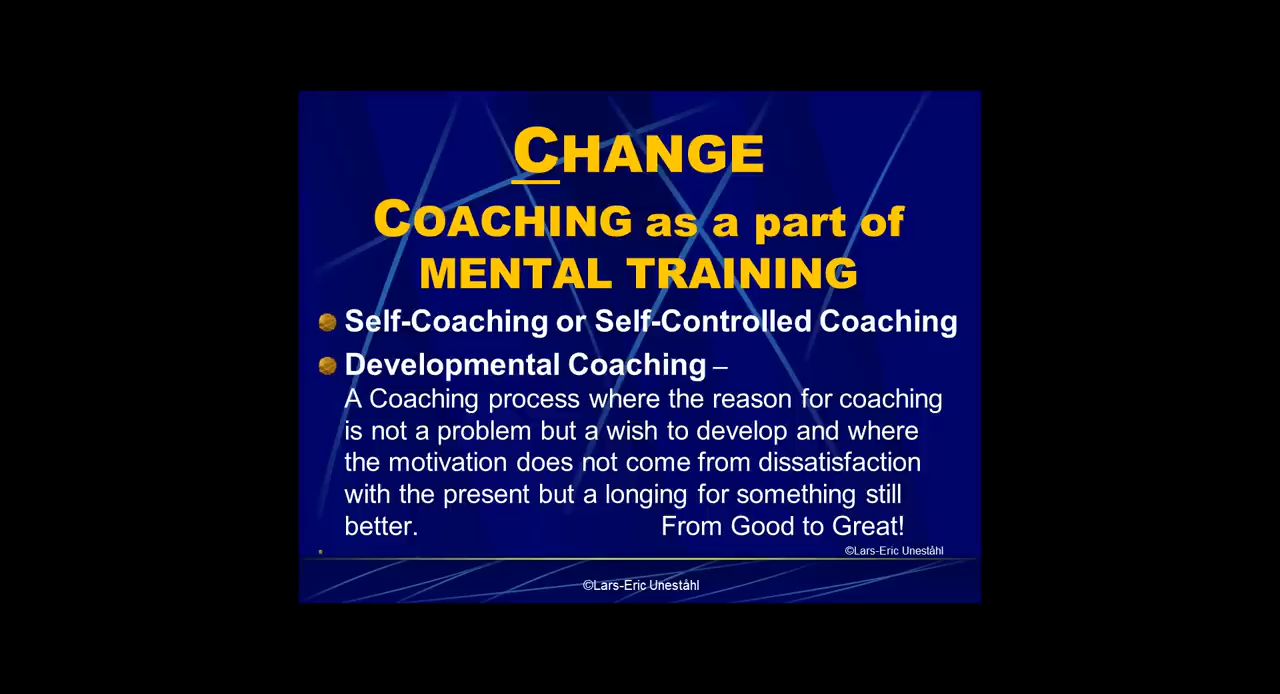 CHANGE
COACHING as a part of
MENTAL TRAINING
Self-Coaching or Self-Controlled Coaching
Developmental Coaching –
A Coaching process where the reason for coaching
is not a problem but a wish to develop and where
the motivation does not come from dissatisfaction
with the present but a longing for something still
better. From Good to Great!
©Lars-Eric Uneståhl
©Lars-Eric Uneståhl